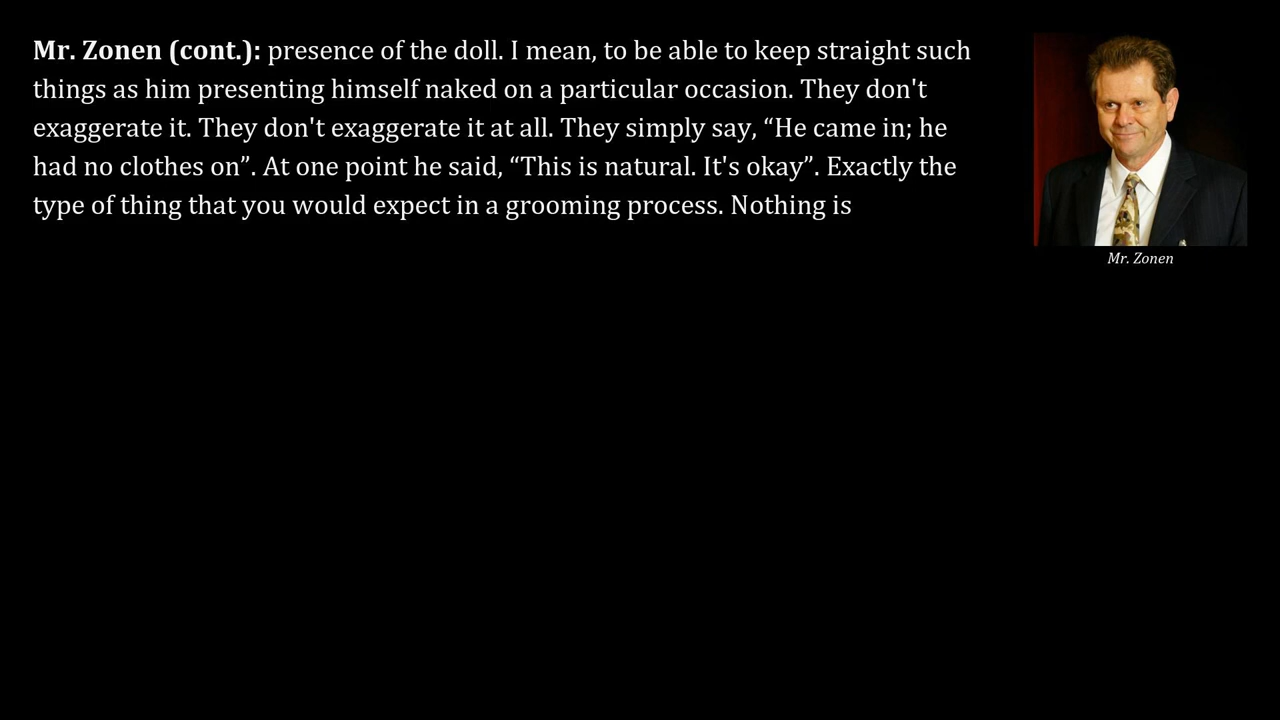 Mr. Zonen (cont.): presence of the doll. I mean, to be able to keep straight such
things as him presenting himself naked on a particular occasion. They don't
exaggerate it. They don't exaggerate it at all. They simply say, “He came in; he
had no clothes on”. At one point he said, “This is natural. It's okay”. Exactly the
type of thing that you would expect in a grooming process. Nothing is
Mr. Zonen